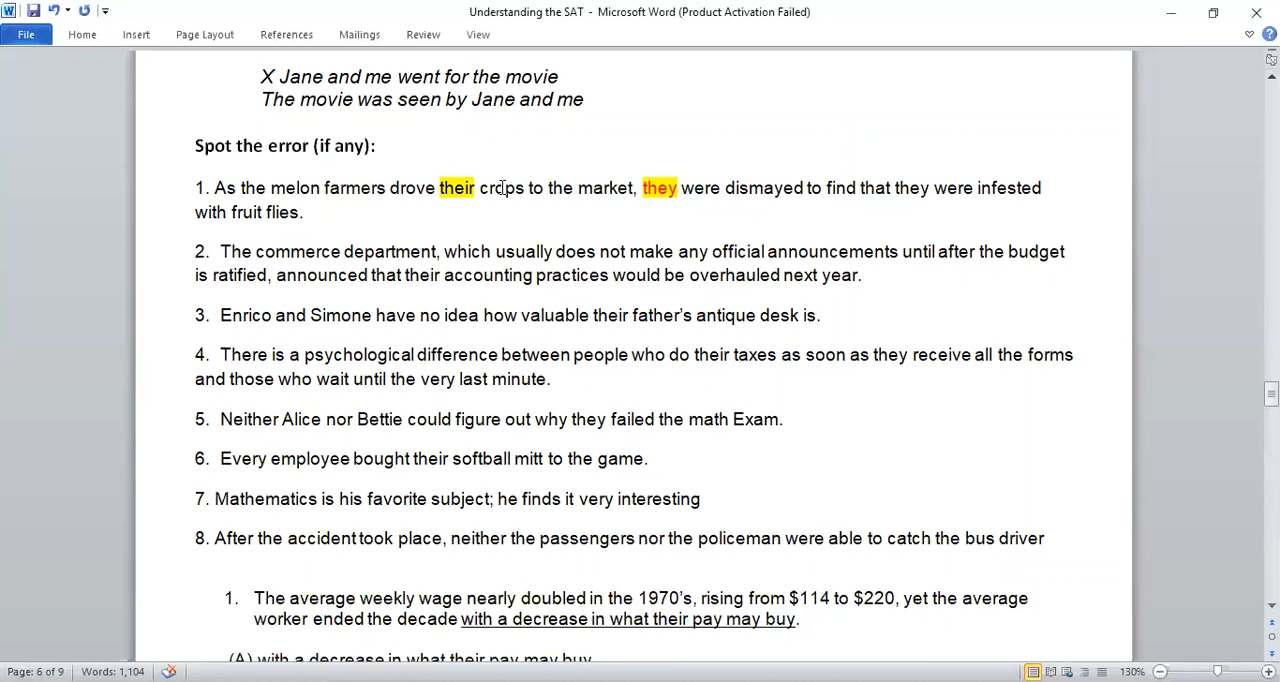 Understanding the SAT - Microsoft Word (Product Activation Failed)
File Home Insert Page Layout References Mailings Review View
X Jane and me went for the movie
The movie was seen by Jane and me
Spot the error (if any):
1. As the melon farmers drove their crops to the market, they were dismayed to find that they were infested
with fruit flies.
2. The commerce department, which usually does not make any official announcements until after the budget
is ratified, announced that their accounting practices would be overhauled next year.
3. Enrico and Simone have no idea how valuable their father's antique desk is.
4. There is a psychological difference between people who do their taxes as soon as they receive all the forms
and those who wait until the very last minute.
5. Neither Alice nor Bettie could figure out why they failed the math Exam.
6. Every employee bought their softball mitt to the game.
7. Mathematics is his favorite subject; he finds it very interesting
8. After the accident took place, neither the passengers nor the policeman were able to catch the bus driver
1. The average weekly wage nearly doubled in the 1970's, rising from $114 to $220, yet the average
worker ended the decade with a decrease in what their pay may buy.
(A) with a decrease in what their pay may buy
Page: 6 of 9 Words: 1,104 130%